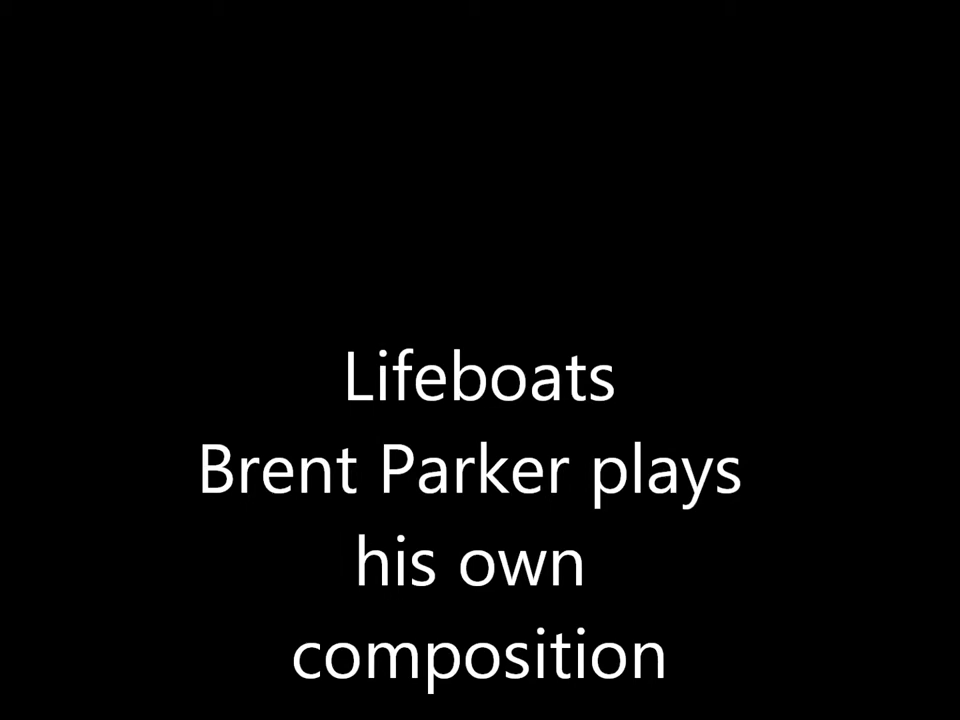 Lifeboats
Brent Parker plays
his own
composition